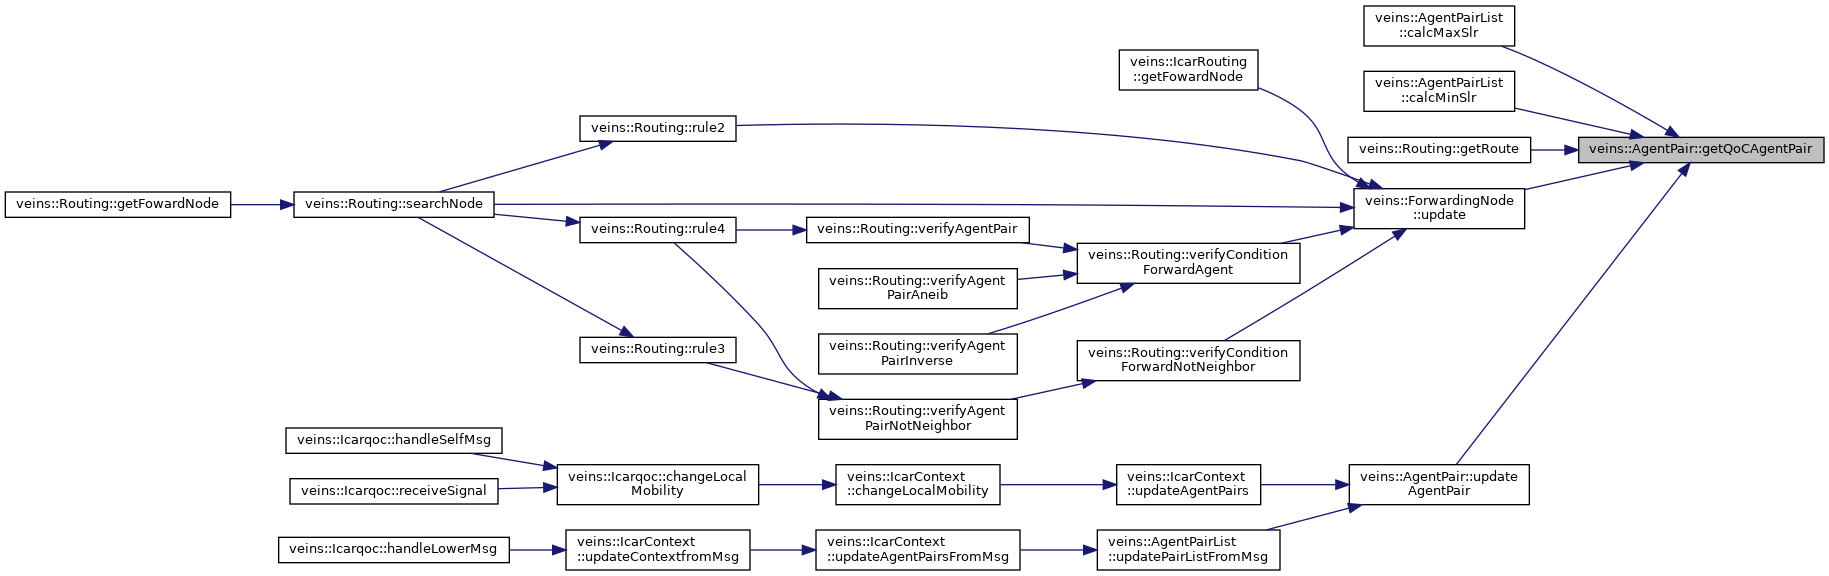 veins::AgentPairList
::calcMaxSlr
veins::IcarRouting
::getFowardNode
veins::AgentPairList
::calcMinSlr
veins::Routing::rule2
veins::Routing::getRoute
veins::AgentPair::getQoCAgentPair
veins::Routing::getFowardNode
veins::Routing::searchNode
veins::ForwardingNode
::update
veins::Routing::rule4
veins::Routing::verifyAgentPair
veins::Routing::verifyCondition
ForwardAgent
veins::Routing::verifyAgent
PairAneib
veins::Routing::verifyAgent
PairInverse
veins::Routing::rule3
veins::Routing::verifyCondition
ForwardNotNeighbor
veins::Routing::verifyAgent
PairNotNeighbor
veins::Icarqoc::handleSelfMsg
veins::Icarqoc::receiveSignal
veins::Icarqoc::changeLocal
Mobility
veins::IcarContext
::changeLocalMobility
veins::IcarContext
::updateAgentPairs
veins::AgentPair::update
AgentPair
veins::Icarqoc::handleLowerMsg
veins::IcarContext
::updateContextfromMsg
veins::IcarContext
::updateAgentPairsFromMsg
veins::AgentPairList
::updatePairListFromMsg